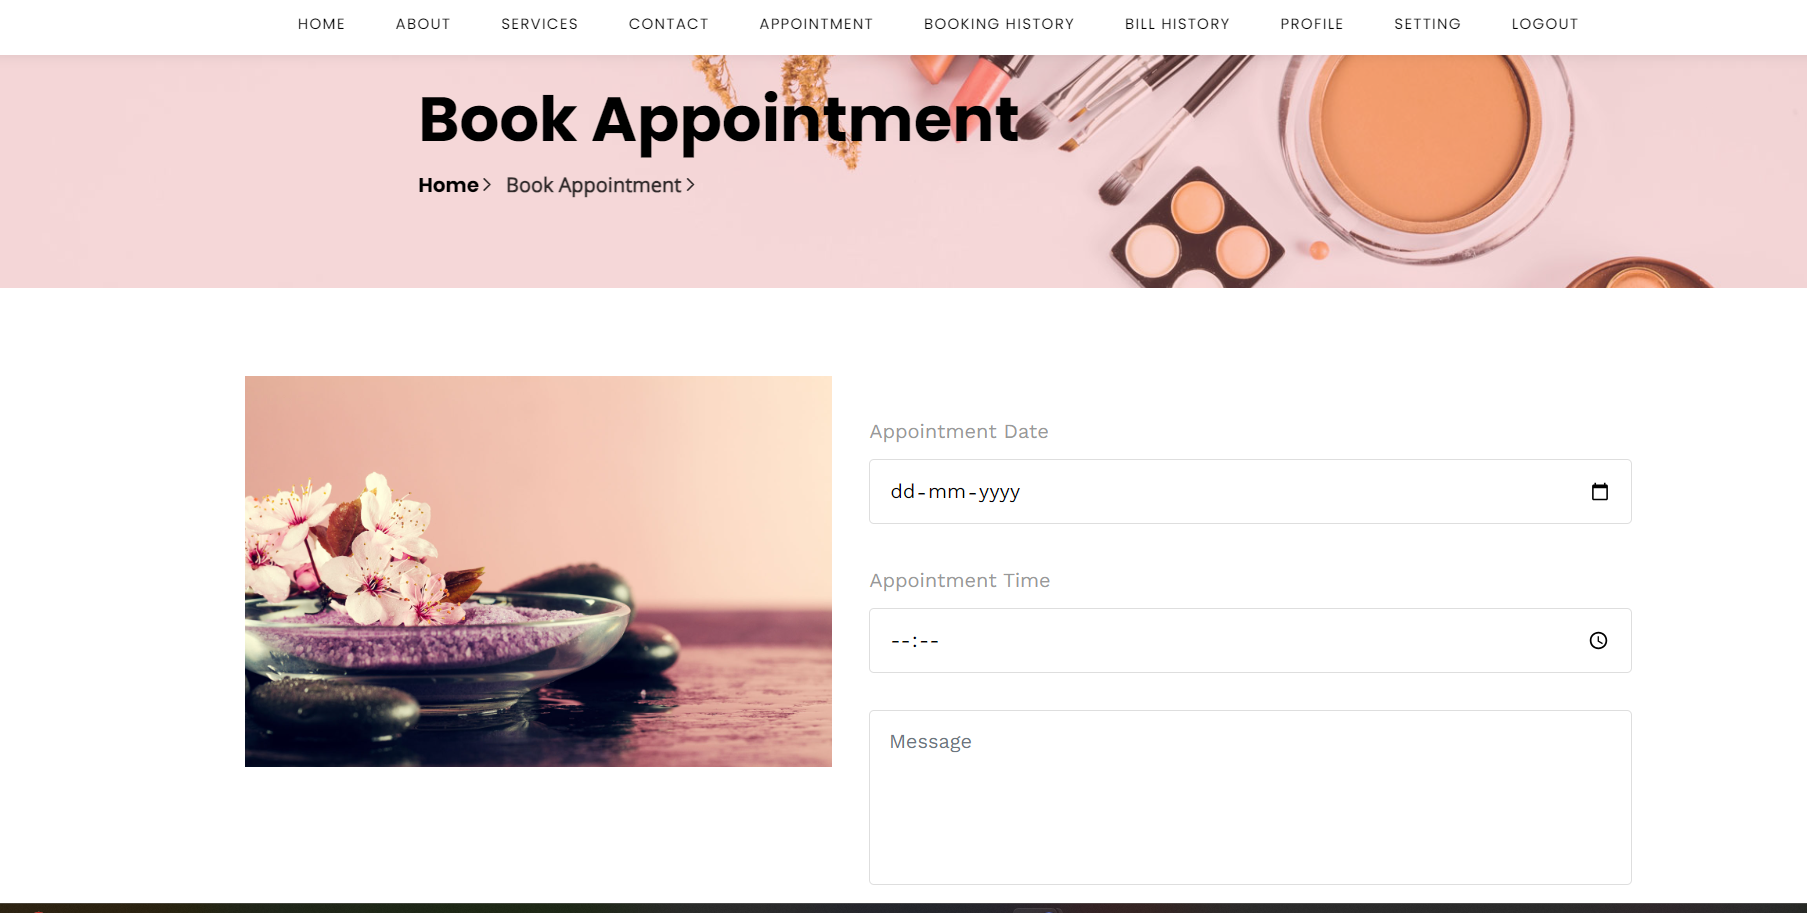 HOME ABOUT SERVICES CONTACT APPOINTMENT BOOKING HISTORY BILL HISTORY PROFILE SETTING LOGOUT
Book Appointment
Home > Book Appointment >
Appointment Date
dd-mm-yyyy
Appointment Time
--:--
Message